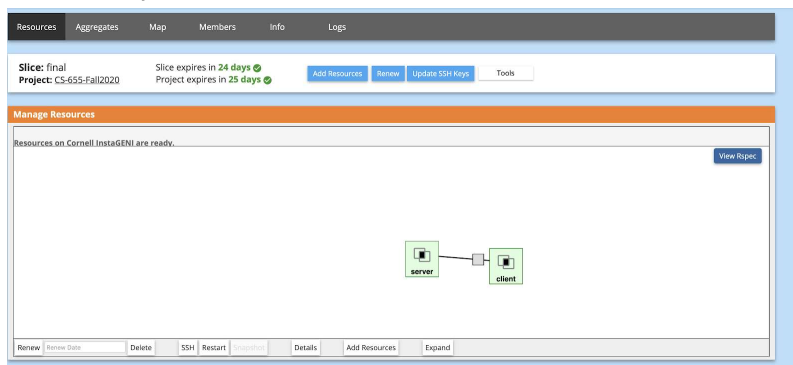 Resources Aggregates Map Members Info Logs
Slice: final Slice expires in 24 days Add Resources Renew Update SSH Keys Tools
Project: CS-655-Fall2020 Project expires in 25 days
Manage Resources
Resources on Cornell InstaGENI are ready.
View Rspec
server
client
Renew Renew Date Delete SSH Restart Snapshot Details Add Resources Expand